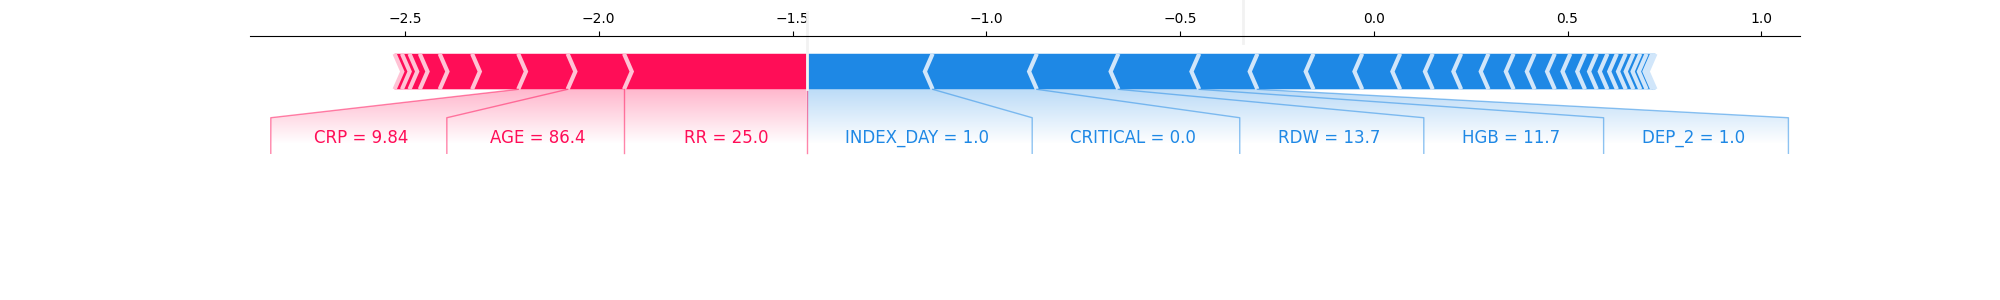 −2.5 −2.0 −1.5 −1.0 −0.5 0.0 0.5 1.0
CRP = 9.84 AGE = 86.4 RR = 25.0 INDEX_DAY = 1.0 CRITICAL = 0.0 RDW = 13.7 HGB = 11.7 DEP_2 = 1.0